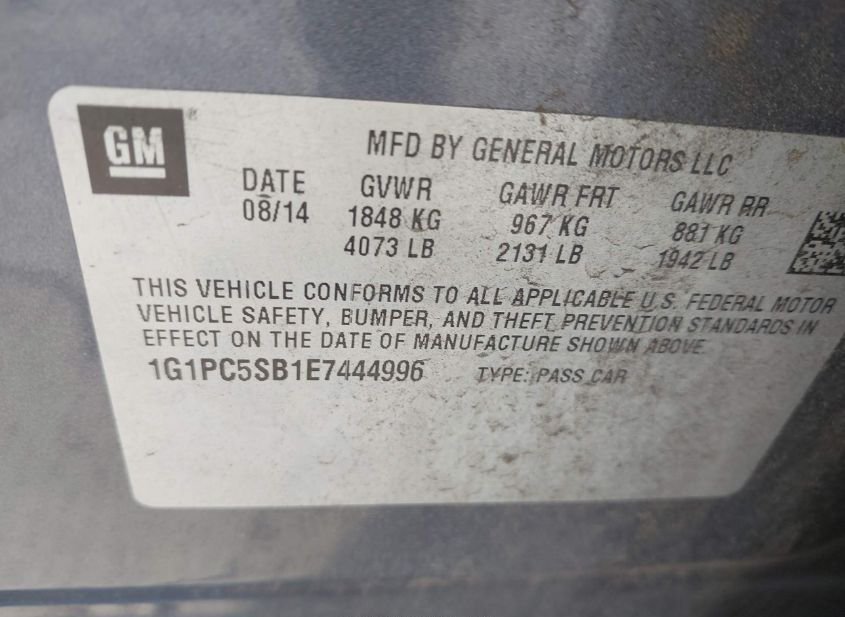 GM®
MFD BY GENERAL MOTORS LLC
DATE GVWR GAWR FRT GAWR RR
08/14 1848 KG 967 KG 881 KG
4073 LB 2131 LB 1942 LB
THIS VEHICLE CONFORMS TO ALL APPLICABLE U.S. FEDERAL MOTOR
VEHICLE SAFETY, BUMPER, AND THEFT PREVENTION STANDARDS IN
EFFECT ON THE DATE OF MANUFACTURE SHOWN ABOVE.
1G1PC5SB1E7444996 TYPE: PASS CAR